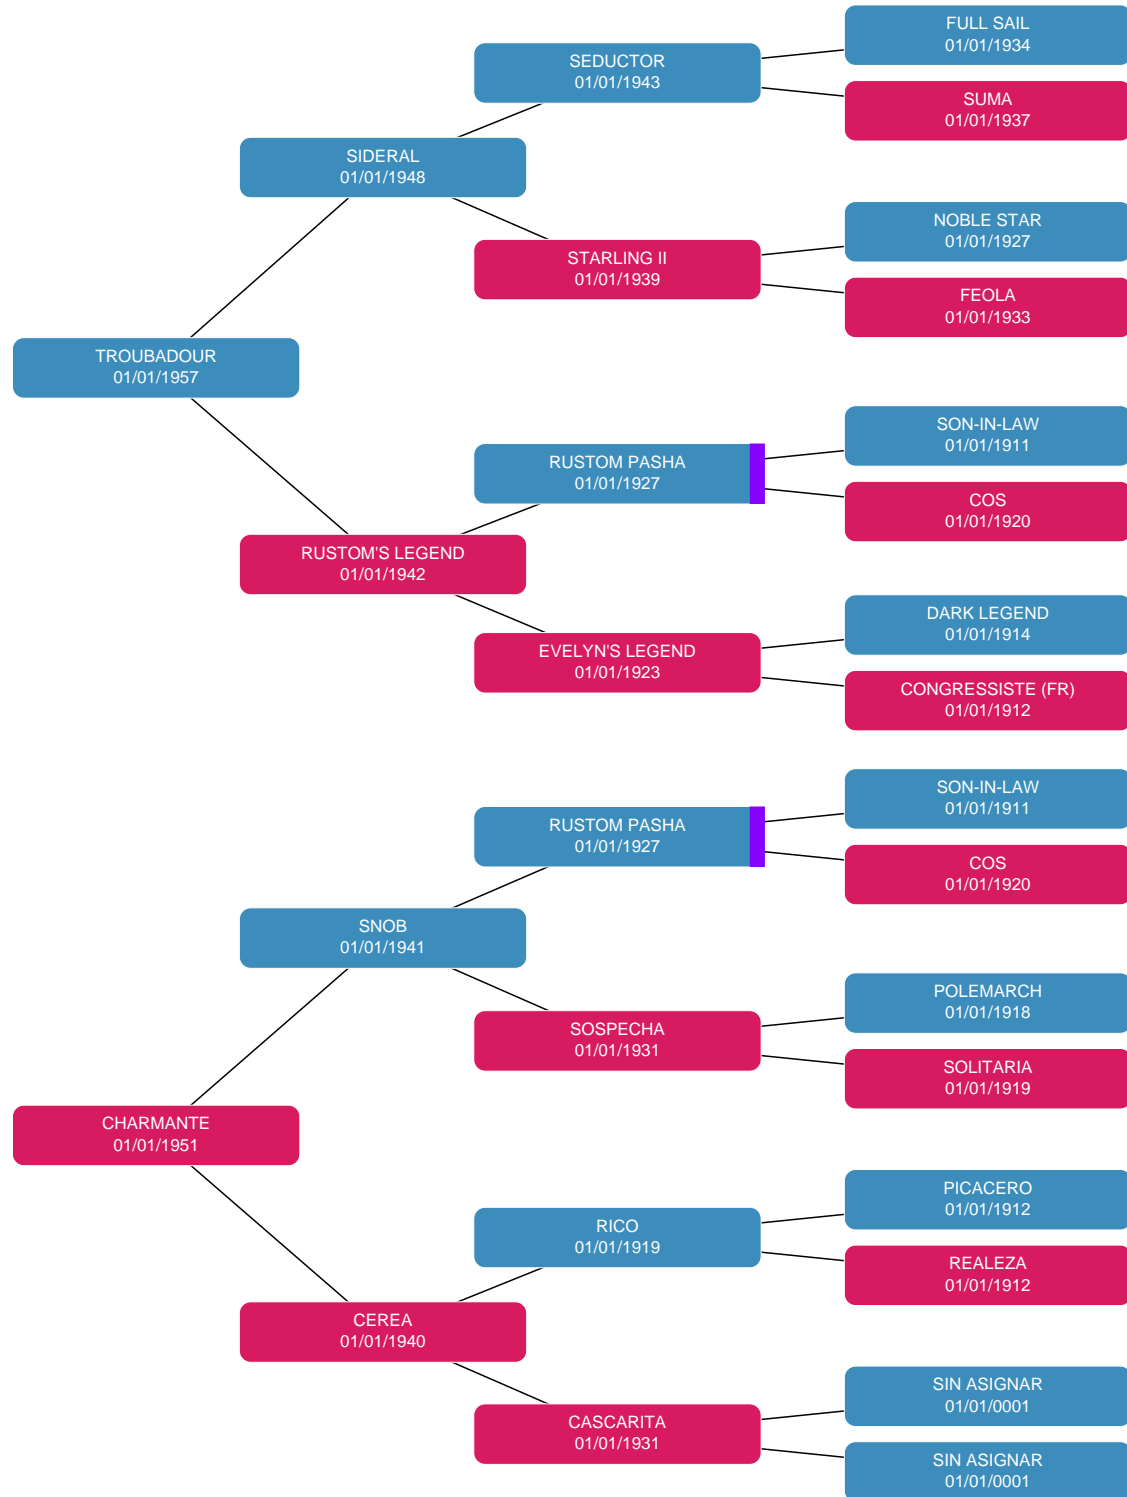 FULL SAIL
01/01/1934
SEDUCTOR
01/01/1943
SUMA
01/01/1937
SIDERAL
01/01/1948
NOBLE STAR
01/01/1927
STARLING II
01/01/1939
FEOLA
01/01/1933
TROUBADOUR
01/01/1957
SON-IN-LAW
01/01/1911
RUSTOM PASHA
01/01/1927
COS
01/01/1920
RUSTOM'S LEGEND
01/01/1942
DARK LEGEND
01/01/1914
EVELYN'S LEGEND
01/01/1923
CONGRESSISTE (FR)
01/01/1912
SON-IN-LAW
01/01/1911
RUSTOM PASHA
01/01/1927
COS
01/01/1920
SNOB
01/01/1941
POLEMARCH
01/01/1918
SOSPECHA
01/01/1931
SOLITARIA
01/01/1919
CHARMANTE
01/01/1951
PICACERO
01/01/1912
RICO
01/01/1919
REALEZA
01/01/1912
CEREA
01/01/1940
SIN ASIGNAR
01/01/0001
CASCARITA
01/01/1931
SIN ASIGNAR
01/01/0001